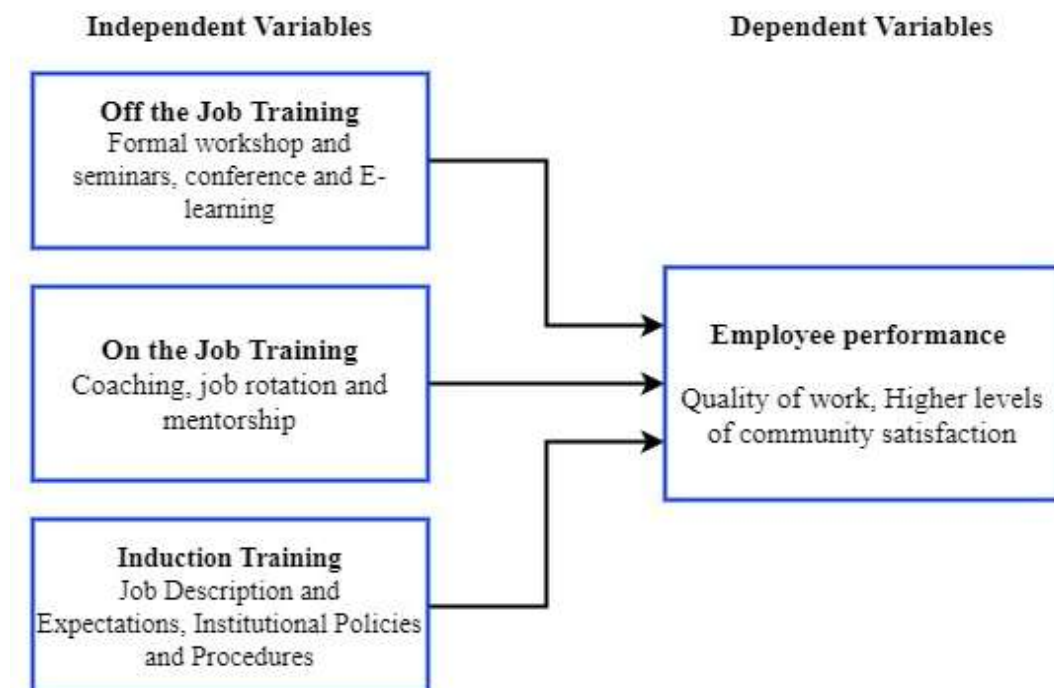 Independent Variables
Dependent Variables
Off the Job Training
Formal workshop and
seminars, conference and E-
learning
On the Job Training
Coaching, job rotation and
mentorship
Induction Training
Job Description and
Expectations, Institutional Policies
and Procedures
Employee performance
Quality of work, Higher levels
of community satisfaction